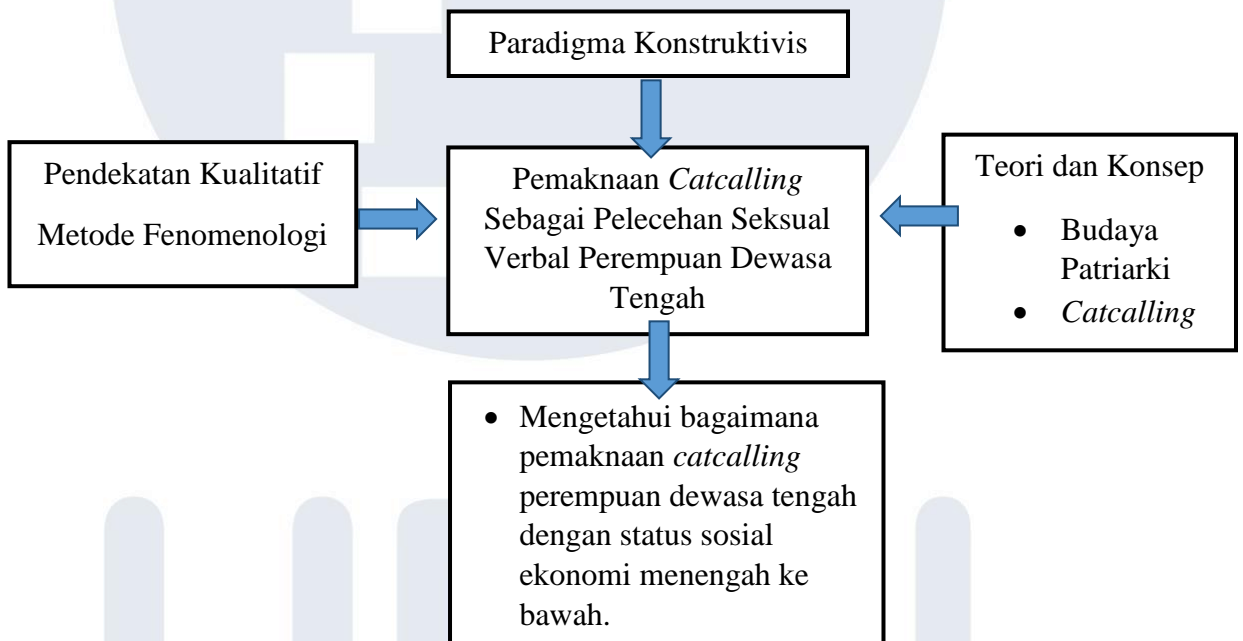 Paradigma Konstruktivis
Pendekatan Kualitatif
Metode Fenomenologi
Pemaknaan Catcalling
Sebagai Pelecehan Seksual
Verbal Perempuan Dewasa
Tengah
Teori dan Konsep
• Budaya
Patriarki
• Catcalling
• Mengetahui bagaimana
pemaknaan catcalling
perempuan dewasa tengah
dengan status sosial
ekonomi menengah ke
bawah.